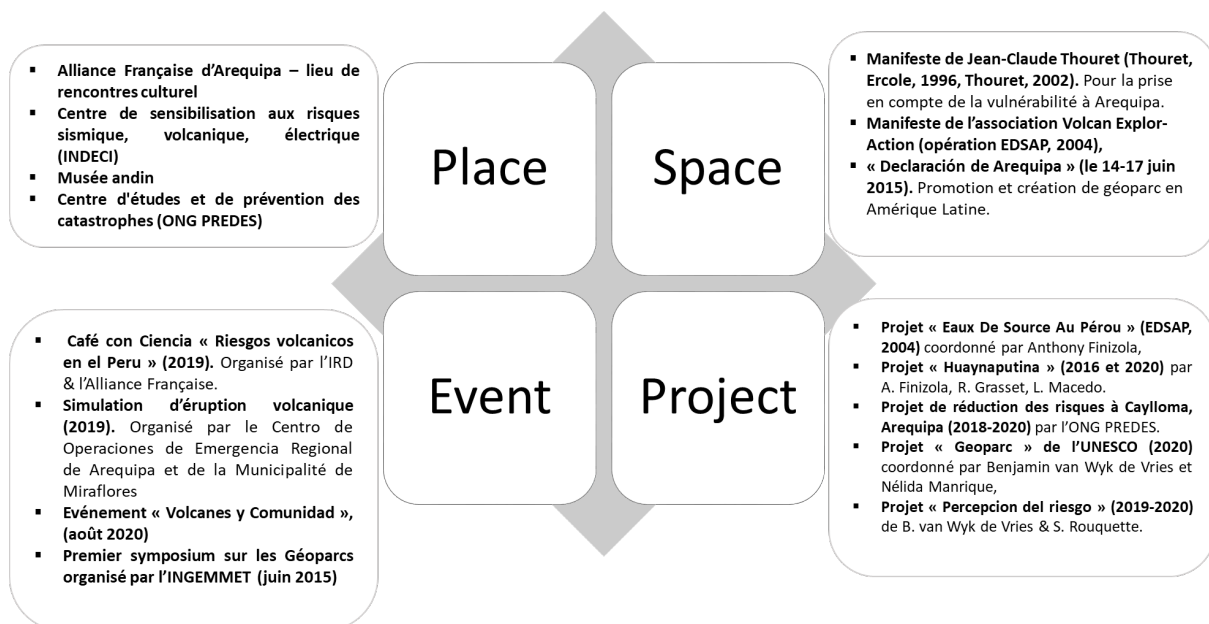 ▪ Alliance Française d’Arequipa – lieu de
rencontres culturel
▪ Centre de sensibilisation aux risques
sismique, volcanique, électrique
(INDECI)
▪ Musée andin
▪ Centre d'études et de prévention des
catastrophes (ONG PREDES)
Place
Space
▪ Manifeste de Jean-Claude Thouret (Thouret,
Ercole, 1996, Thouret, 2002). Pour la prise
en compte de la vulnérabilité à Arequipa.
▪ Manifeste de l’association Volcan Explor-
Action (opération EDSAP, 2004),
▪ « Declaración de Arequipa » (le 14-17 juin
2015). Promotion et création de géoparc en
Amérique Latine.
▪ Café con Ciencia « Riesgos volcanicos
en el Peru » (2019). Organisé par l’IRD
& l’Alliance Française.
▪ Simulation d’éruption volcanique
(2019). Organisé par le Centro de
Operaciones de Emergencia Regional
de Arequipa et de la Municipalité de
Miraflores
▪ Evénement « Volcanes y Comunidad »,
(août 2020)
▪ Premier symposium sur les Géoparcs
organisé par l’INGEMMET (juin 2015)
Event
Project
▪ Projet « Eaux De Source Au Pérou » (EDSAP,
2004) coordonné par Anthony Finizola,
▪ Projet « Huaynaputina » (2016 et 2020) par
A. Finizola, R. Grasset, L. Macedo.
▪ Projet de réduction des risques à Caylloma,
Arequipa (2018-2020) par l’ONG PREDES.
▪ Projet « Geoparc » de l’UNESCO (2020)
coordonné par Benjamin van Wyk de Vries et
Nélida Manrique,
▪ Projet « Percepcion del riesgo » (2019-2020)
de B. van Wyk de Vries & S. Rouquette.